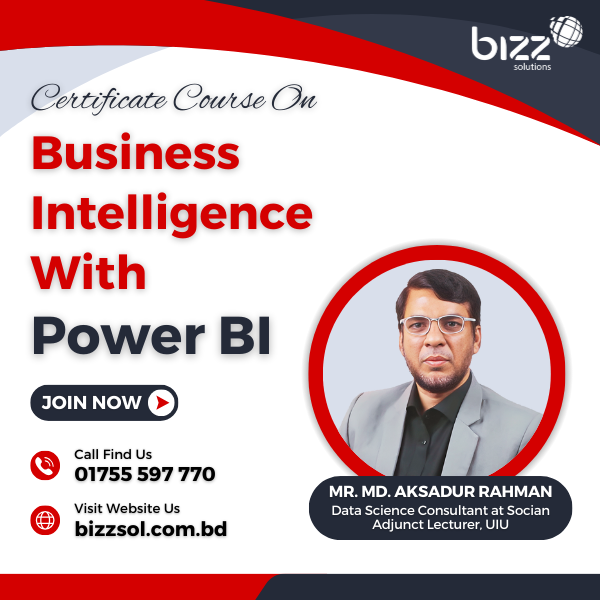 bizz
solutions
Certificate Course On
Business
Intelligence
With
Power BI
JOIN NOW
Call Find Us
01755 597 770
Visit Website Us
bizzsol.com.bd
MR. MD. AKSADUR RAHMAN
Data Science Consultant at Socian
Adjunct Lecturer, UIU